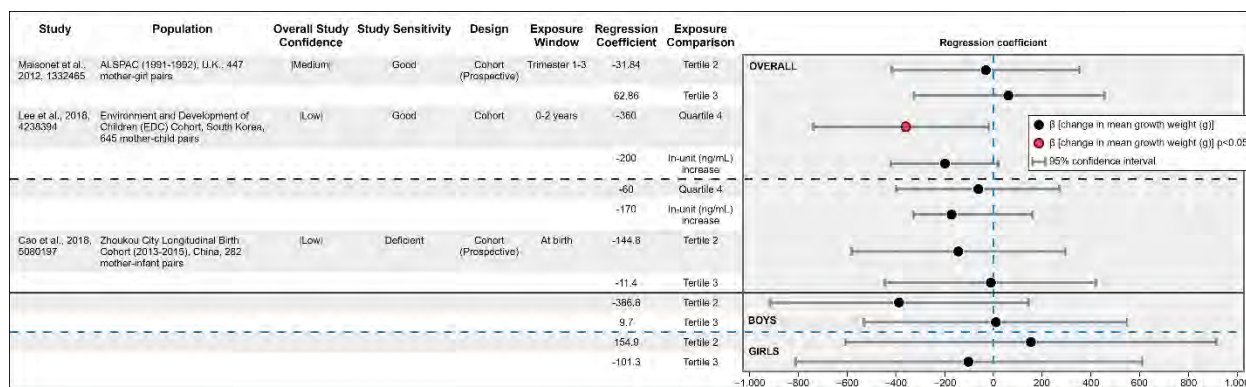 Study Population Overall Study Confidence Study Sensitivity Design Exposure Window Regression Coefficient Exposure Comparison Regression coefficient
Maisonet et al., 2012, 1332465 ALSPAC (1991-1992), U.K., 447 mother-girl pairs |Medium| Good Cohort (Prospective) Trimester 1-3 -31.84 Tertile 2
OVERALL
62.86 Tertile 3
Lee et al., 2018, 4238394 Environment and Development of Children (EDC) Cohort, South Korea, 645 mother-child pairs |Low| Good Cohort 0-2 years -360 Quartile 4
β [change in mean growth weight (g)]
β [change in mean growth weight (g)] p<0.05
95% confidence interval
-200 ln-unit (ng/mL) increase
-60 Quartile 4
-170 ln-unit (ng/mL) increase
Cao et al., 2018, 5080197 Zhoukou City Longitudinal Birth Cohort (2013-2015), China, 282 mother-infant pairs |Low| Deficient Cohort (Prospective) At birth -144.8 Tertile 2
-11.4 Tertile 3
-386.8 Tertile 2
9.7 Tertile 3 BOYS
154.9 Tertile 2
GIRLS
-101.3 Tertile 3
-1,000 -800 -600 -400 -200 0 200 400 600 800